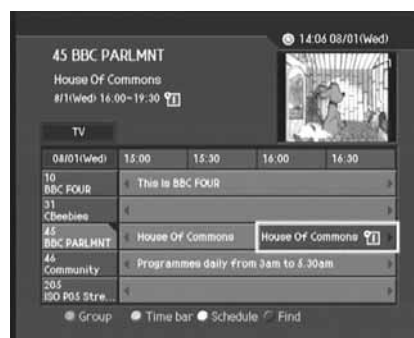 14:06 08/01(Wed)
45 BBC PARLMNT
House Of Commons
8/1(Wed) 16:00~19:30
TV
08/01(Wed) 15:00 15:30 16:00 16:30
10 BBC FOUR
This Is BBC FOUR
31 CBeebies
45 BBC PARLMNT
House Of Commons House Of Commons
46 Community
Programmes daily from 3am to 5.30am
203 ISO P05 Stre...
Group Time bar Schedule Find